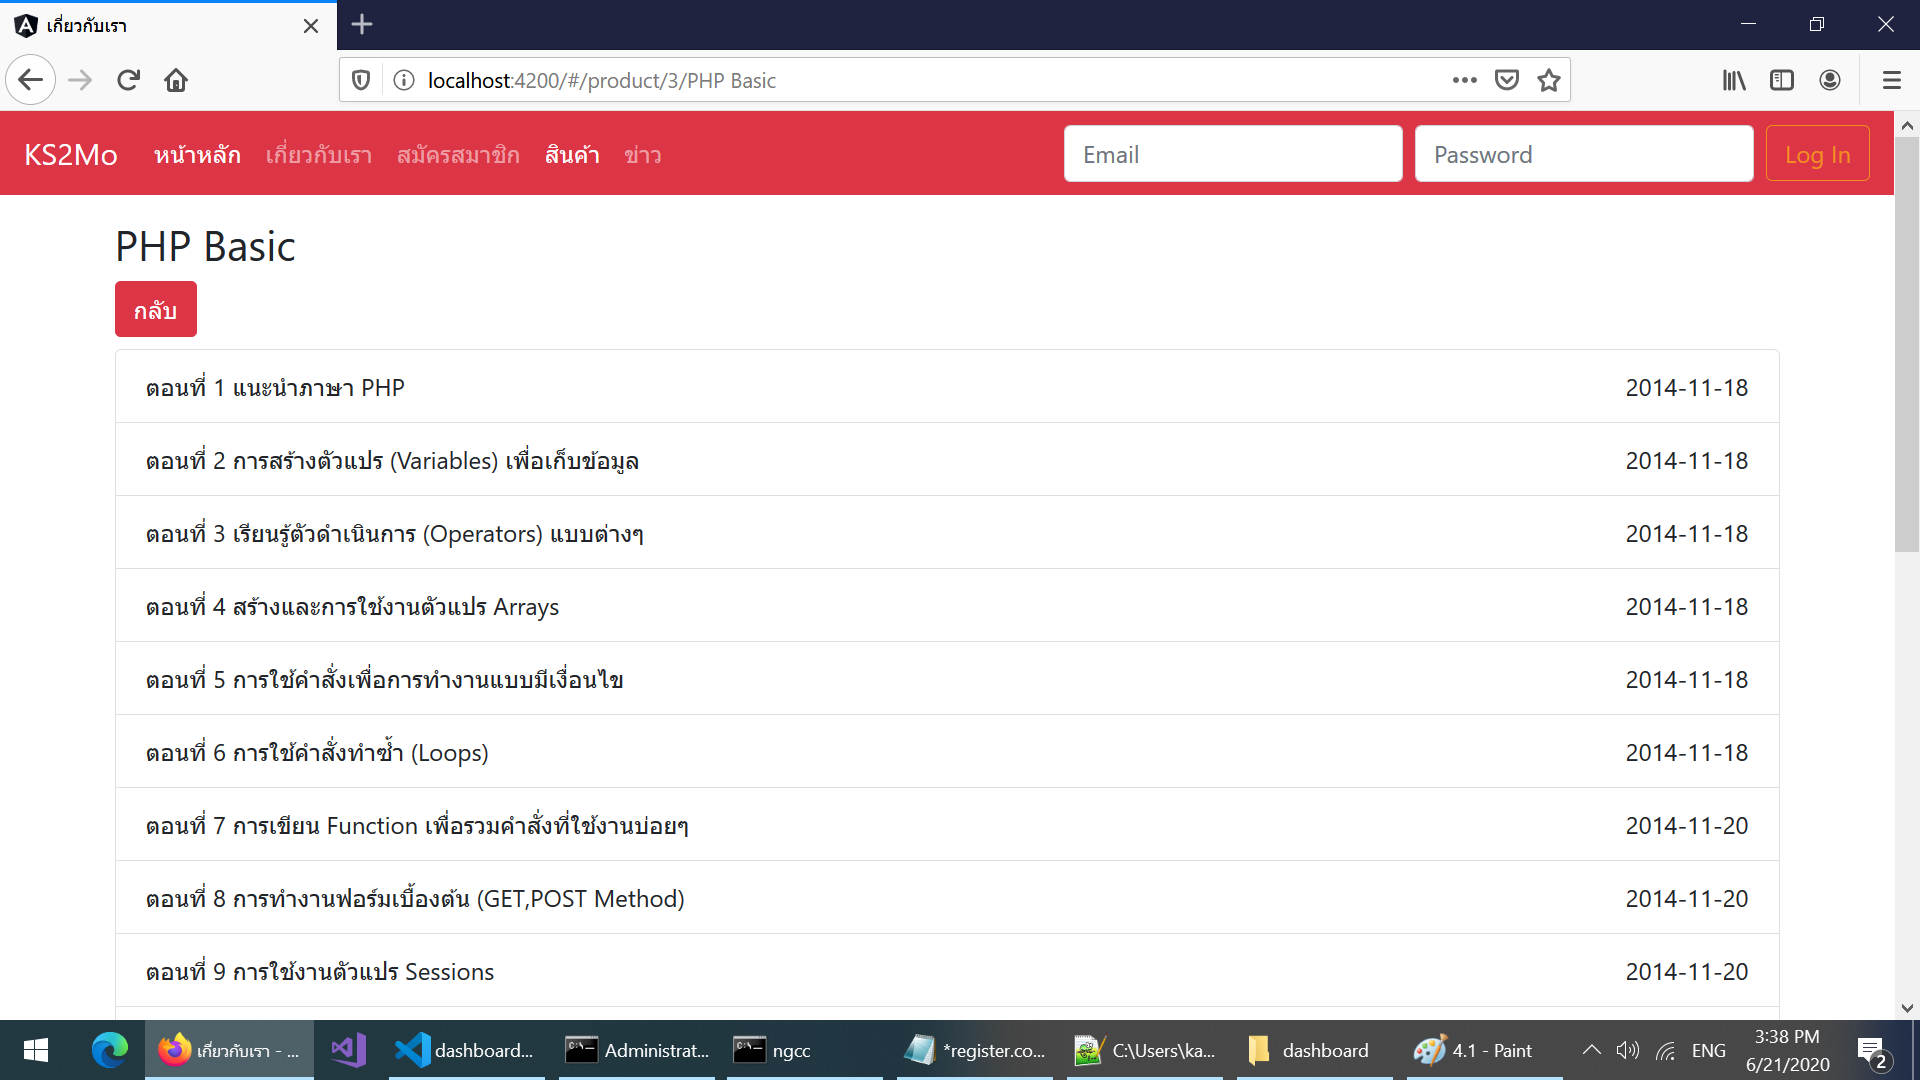 เกี่ยวกับเรา
localhost:4200/#/product/3/PHP Basic
KS2Mo หน้าหลัก เกี่ยวกับเรา สมัครสมาชิก สินค้า ข่าว Email Password Log In
PHP Basic
กลับ
ตอนที่ 1 แนะนำภาษา PHP 2014-11-18
ตอนที่ 2 การสร้างตัวแปร (Variables) เพื่อเก็บข้อมูล 2014-11-18
ตอนที่ 3 เรียนรู้ตัวดำเนินการ (Operators) แบบต่างๆ 2014-11-18
ตอนที่ 4 สร้างและการใช้งานตัวแปร Arrays 2014-11-18
ตอนที่ 5 การใช้คำสั่งเพื่อการทำงานแบบมีเงื่อนไข 2014-11-18
ตอนที่ 6 การใช้คำสั่งทำซ้ำ (Loops) 2014-11-18
ตอนที่ 7 การเขียน Function เพื่อรวมคำสั่งที่ใช้งานบ่อยๆ 2014-11-20
ตอนที่ 8 การทำงานฟอร์มเบื้องต้น (GET,POST Method) 2014-11-20
ตอนที่ 9 การใช้งานตัวแปร Sessions 2014-11-20
เกี่ยวกับเรา - ... dashboard... Administrat... ngcc *register.co... C:\Users\ka... dashboard 4.1 - Paint ENG 3:38 PM
6/21/2020 2